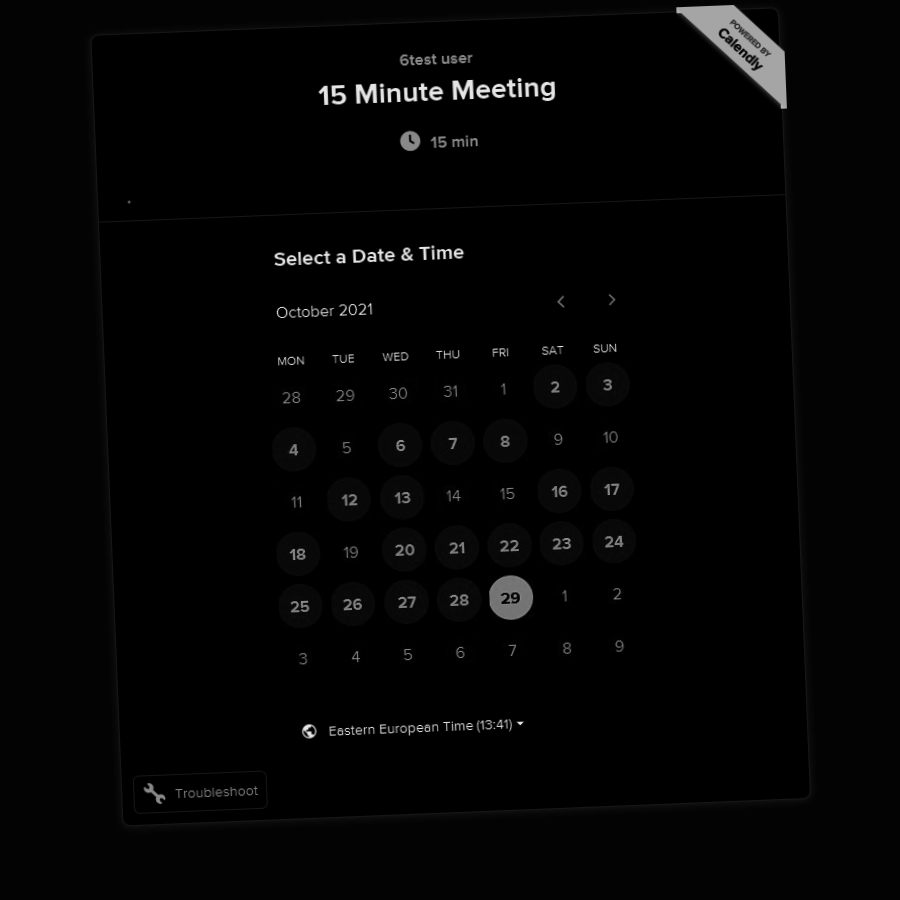 POWERED BY
Calendly
6test user
15 Minute Meeting
15 min
Select a Date & Time
October 2021
MON TUE WED THU FRI SAT SUN
28 29 30 31 1 2 3
4 5 6 7 8 9 10
11 12 13 14 15 16 17
18 19 20 21 22 23 24
25 26 27 28 29 1 2
3 4 5 6 7 8 9
Eastern European Time (13:41)
Troubleshoot